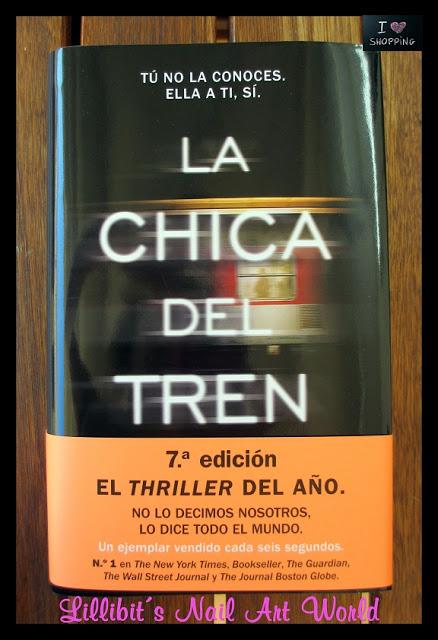 I ❤
SHOPPING
TÚ NO LA CONOCES.
ELLA A TI, SÍ.
LA
CHICA
DEL
TREN
7.ª edición
EL THRILLER DEL AÑO.
NO LO DECIMOS NOSOTROS,
LO DICE TODO EL MUNDO.
Un ejemplar vendido cada seis segundos.
N.º 1 en The New York Times, Bookseller, The Guardian,
The Wall Street Journal y The Journal Boston Globe.
Lillibit´s Nail Art World